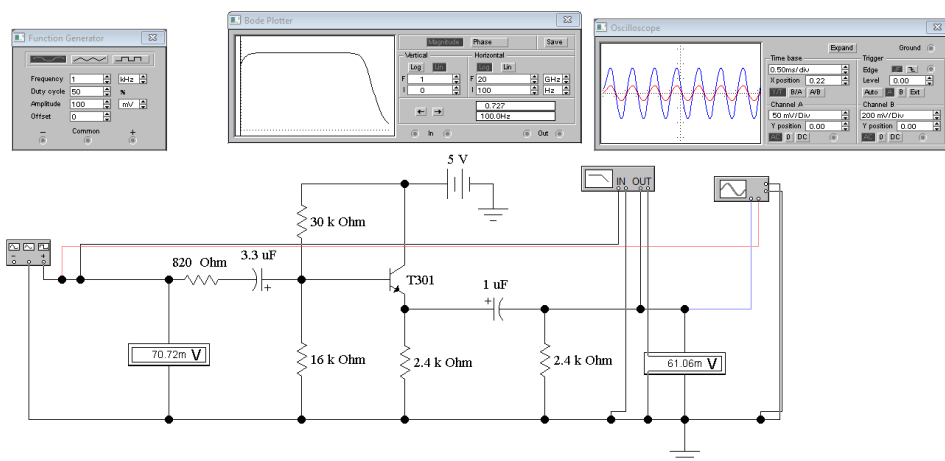 Function Generator
Frequency 1 kHz
Duty cycle 50 %
Amplitude 100 mV
Offset 0
− Common +
Bode Plotter
Magnitude Phase Save
Vertical Horizontal
Log Lin Log Lin
F 1 F 20 GHz
I 0 I 100 Hz
0.727
100.0Hz
In Out
Oscilloscope
Expand Ground
Time base Trigger
0.50ms/div Edge
X position 0.22 Level 0.00
Y/T B/A A/B Auto A B Ext
Channel A Channel B
50 mV/Div 200 mV/Div
Y position 0.00 Y position 0.00
AC 0 DC AC 0 DC
5 V
IN OUT
30 k Ohm
820 Ohm
3.3 uF
+
T301
1 uF
+
70.72m V
16 k Ohm
2.4 k Ohm
2.4 k Ohm
61.06m V